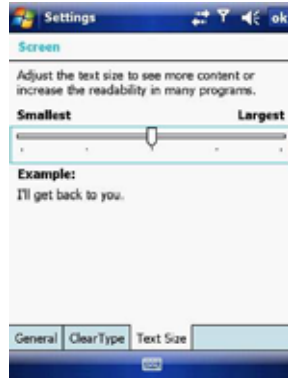 Settings
ok
Screen
Adjust the text size to see more content or
increase the readability in many programs.
Smallest Largest
Example:
I'll get back to you.
General ClearType Text Size